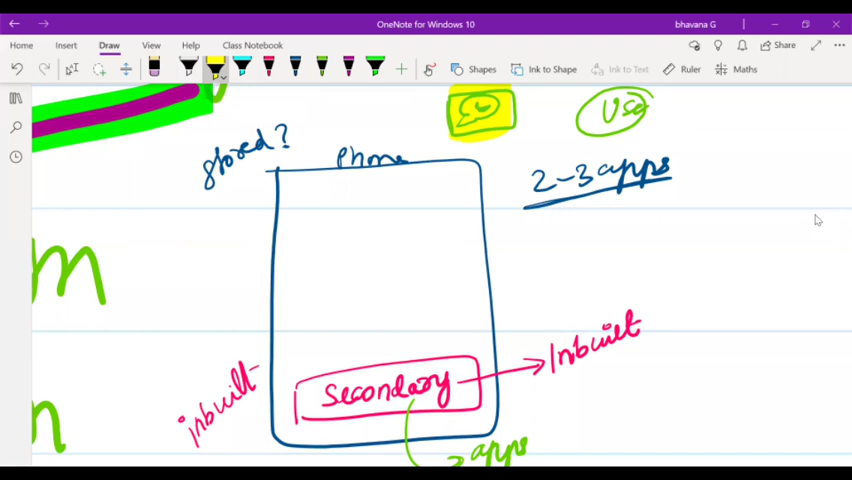 OneNote for Windows 10
bhavana G
Home Insert Draw View Help Class Notebook
Share
Shapes Ink to Shape Ink to Text Ruler Maths
Use
stored?
Phone
2-3 apps
m
Inbuilt
Secondary
inbuilt
n
apps